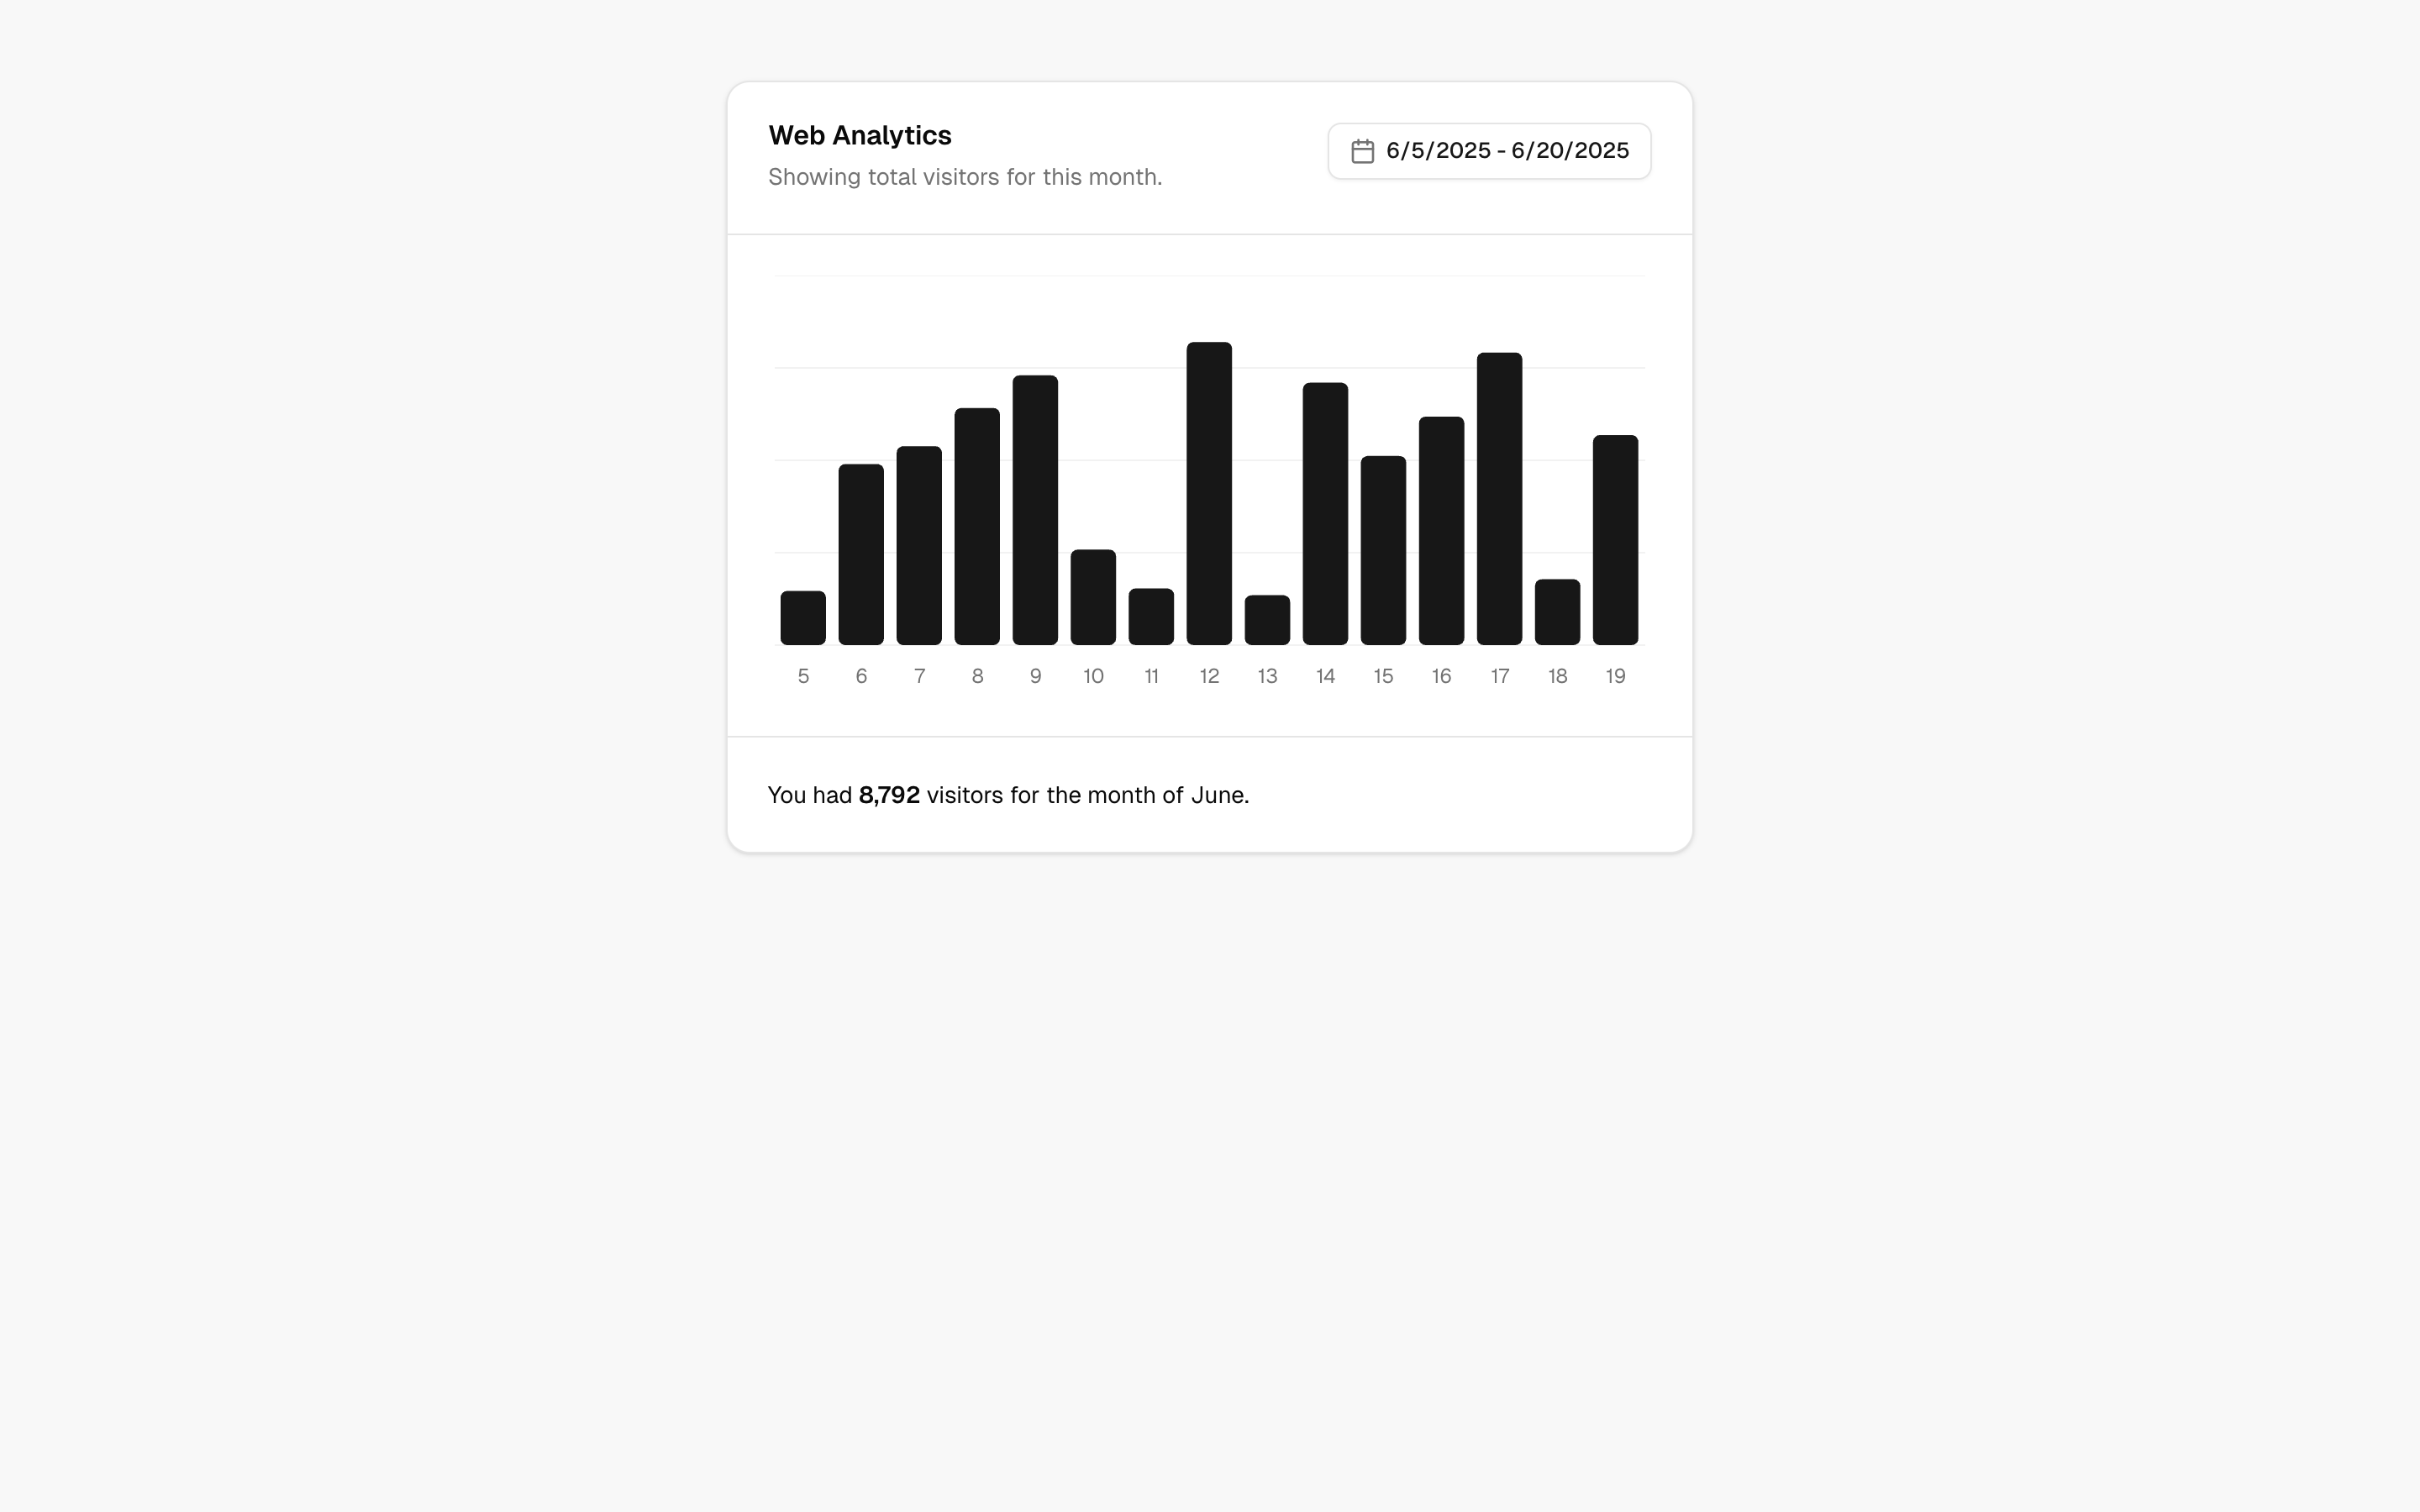 Web Analytics
Showing total visitors for this month.
6/5/2025 - 6/20/2025
5 6 7 8 9 10 11 12 13 14 15 16 17 18 19
You had 8,792 visitors for the month of June.